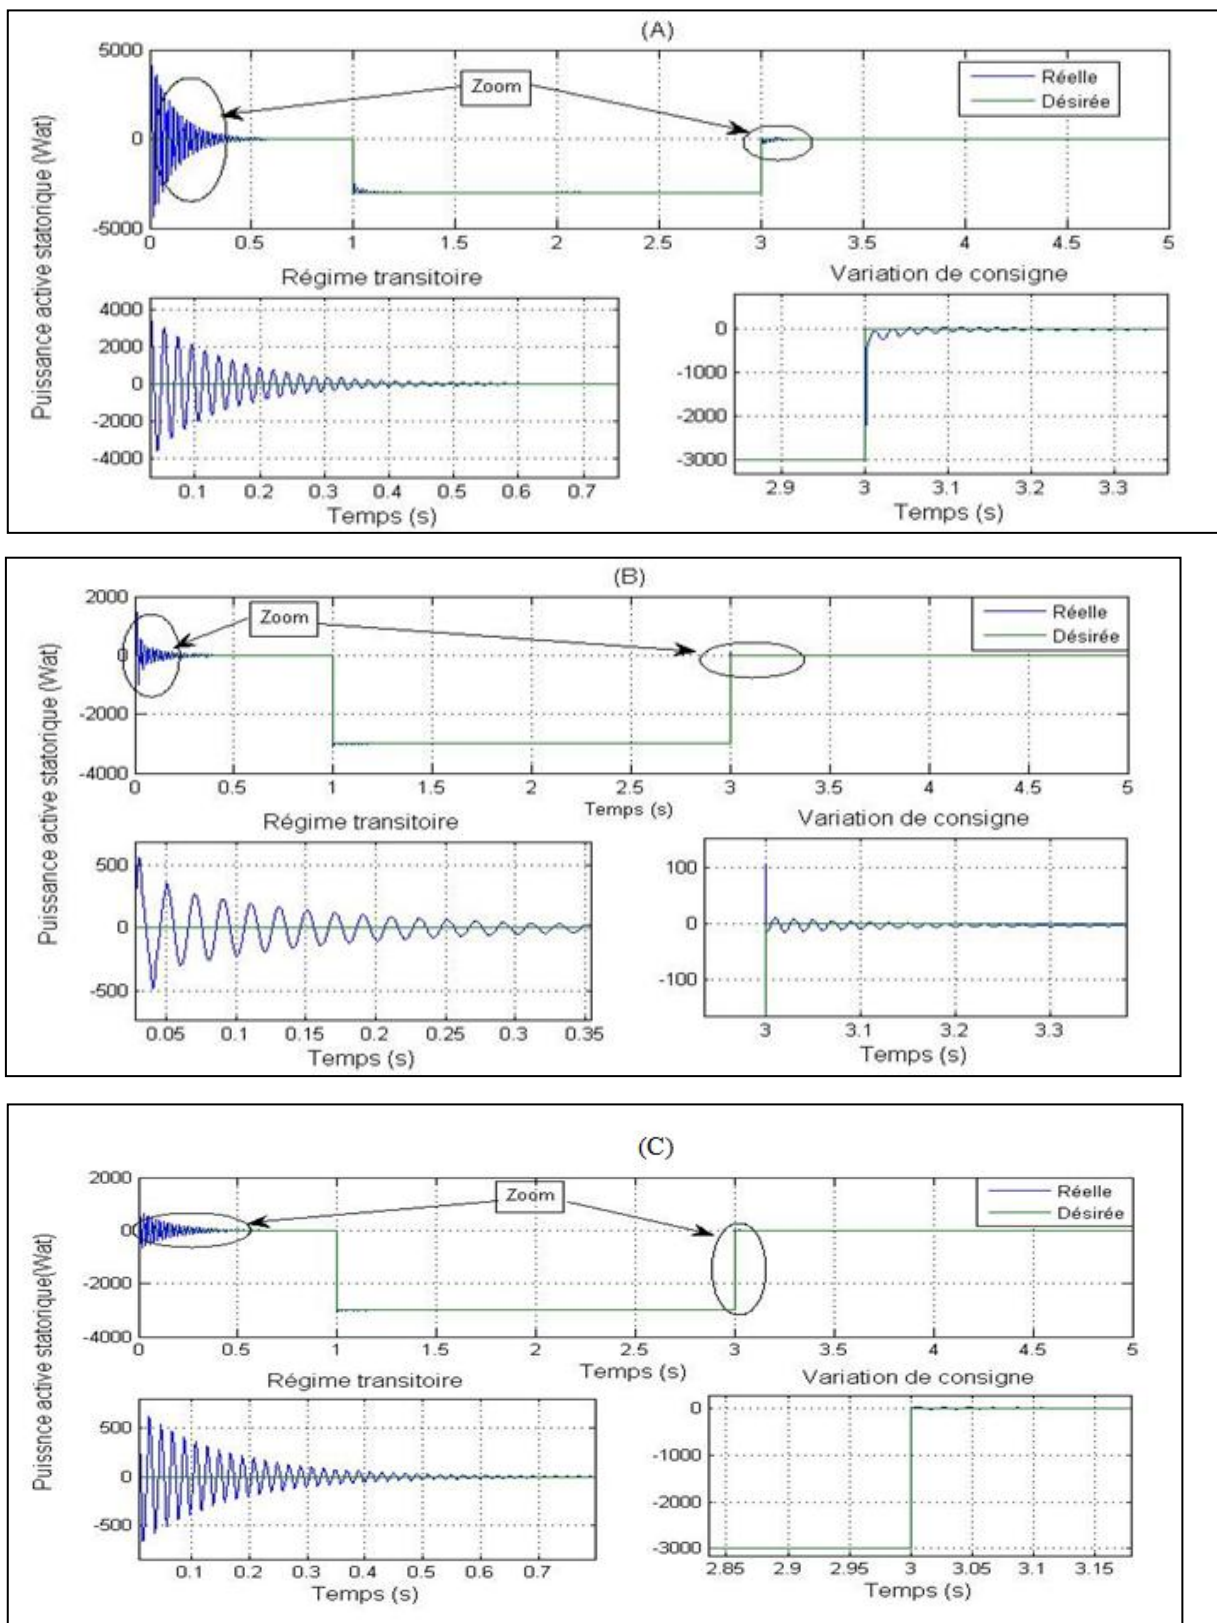 (A)
Puissance active statorique (Wat)
5000
0
-5000
Zoom
Réelle
Désirée
0 0.5 1 1.5 2 2.5 3 3.5 4 4.5 5
Régime transitoire
4000
2000
0
-2000
-4000
0.1 0.2 0.3 0.4 0.5 0.6 0.7
Temps (s)
Variation de consigne
0
-1000
-2000
-3000
2.9 3 3.1 3.2 3.3
Temps (s)
(B)
Puissance active statorique (Wat)
2000
0
-2000
-4000
Zoom
Réelle
Désirée
0 0.5 1 1.5 2 2.5 3 3.5 4 4.5 5
Temps (s)
Régime transitoire
500
0
-500
0.05 0.1 0.15 0.2 0.25 0.3 0.35
Temps (s)
Variation de consigne
100
0
-100
3 3.1 3.2 3.3
Temps (s)
(C)
Puissnce active statorique(Wat)
2000
0
-2000
-4000
Zoom
Réelle
Désirée
0 0.5 1 1.5 2 2.5 3 3.5 4 4.5 5
Temps (s)
Régime transitoire
500
0
-500
0.1 0.2 0.3 0.4 0.5 0.6 0.7
Temps (s)
Variation de consigne
0
-1000
-2000
-3000
2.85 2.9 2.95 3 3.05 3.1 3.15
Temps (s)